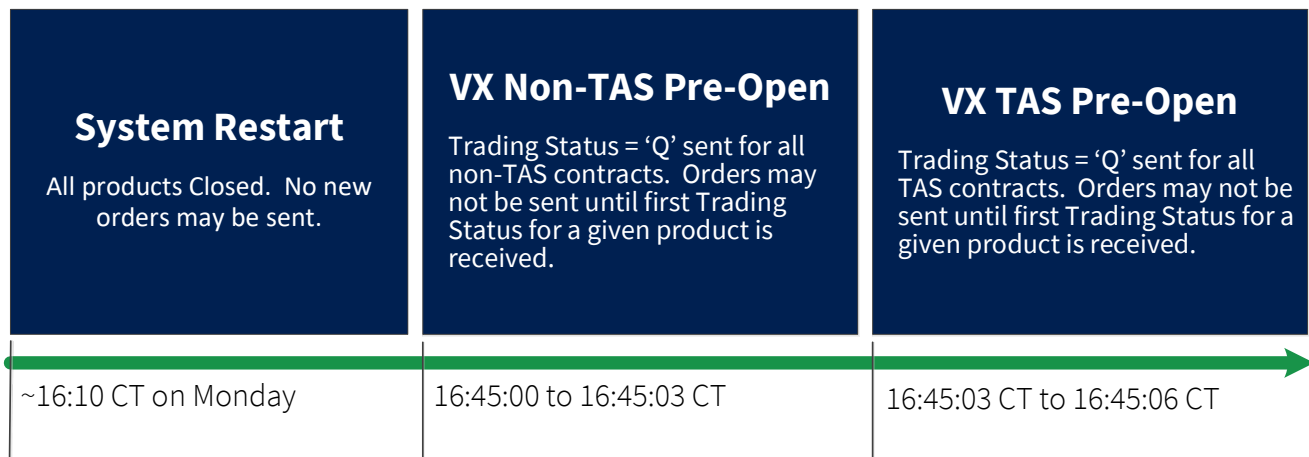 System Restart
All products Closed.  No new
orders may be sent.
VX Non-TAS Pre-Open
Trading Status = ‘Q’ sent for all
non-TAS contracts.  Orders may
not be sent until first Trading
Status for a given product is
received.
VX TAS Pre-Open
Trading Status = ‘Q’ sent for all
TAS contracts.  Orders may not be
sent until first Trading Status for a
given product is received.
~16:10 CT on Monday
16:45:00 to 16:45:03 CT
16:45:03 CT to 16:45:06 CT